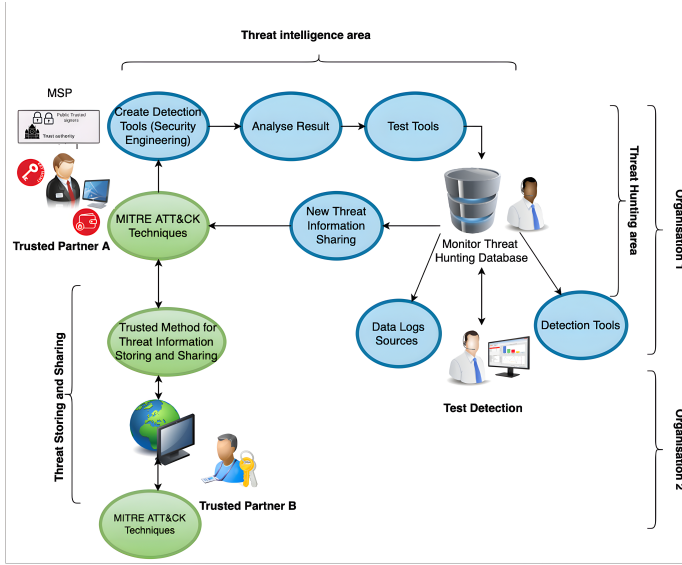 Threat intelligence area
MSP
Public Trusted
signers
Trust authority
Create Detection
Tools (Security
Engineering)
Analyse Result
Test Tools
Threat Hunting area
Organisation 1
Trusted Partner A
MITRE ATT&CK
Techniques
New Threat
Information
Sharing
Monitor Threat
Hunting Database
Trusted Method for
Threat Information
Storing and Sharing
Data Logs
Sources
Detection Tools
Threat Storing and Sharing
Test Detection
Organisation 2
Trusted Partner B
MITRE ATT&CK
Techniques